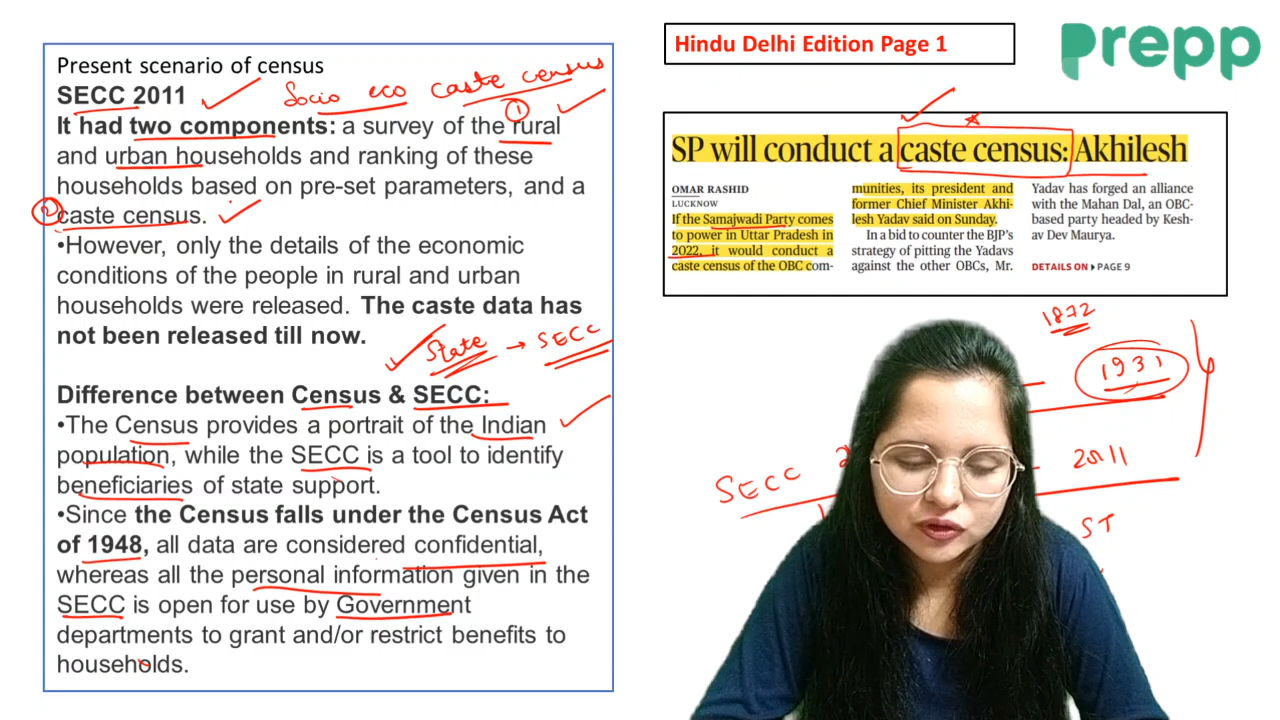 Present scenario of census
SECC 2011
Socio eco caste census
It had two components: a survey of the rural
①
and urban households and ranking of these
households based on pre-set parameters, and a
②
caste census.
•However, only the details of the economic
conditions of the people in rural and urban
households were released. The caste data has
not been released till now.
State → SECC
Difference between Census & SECC:
•The Census provides a portrait of the Indian
population, while the SECC is a tool to identify
beneficiaries of state support.
•Since the Census falls under the Census Act
of 1948, all data are considered confidential,
whereas all the personal information given in the
SECC is open for use by Government
departments to grant and/or restrict benefits to
households.
Hindu Delhi Edition Page 1
Prepp
SP will conduct a caste census: Akhilesh
OMAR RASHID
LUCKNOW
If the Samajwadi Party comes
to power in Uttar Pradesh in
2022, it would conduct a
caste census of the OBC com-
munities, its president and
former Chief Minister Akhi-
lesh Yadav said on Sunday.
In a bid to counter the BJP's
strategy of pitting the Yadavs
against the other OBCs, Mr.
Yadav has forged an alliance
with the Mahan Dal, an OBC-
based party headed by Kesh-
av Dev Maurya.
DETAILS ON PAGE 9
1872
1931
SECC
2011
ST